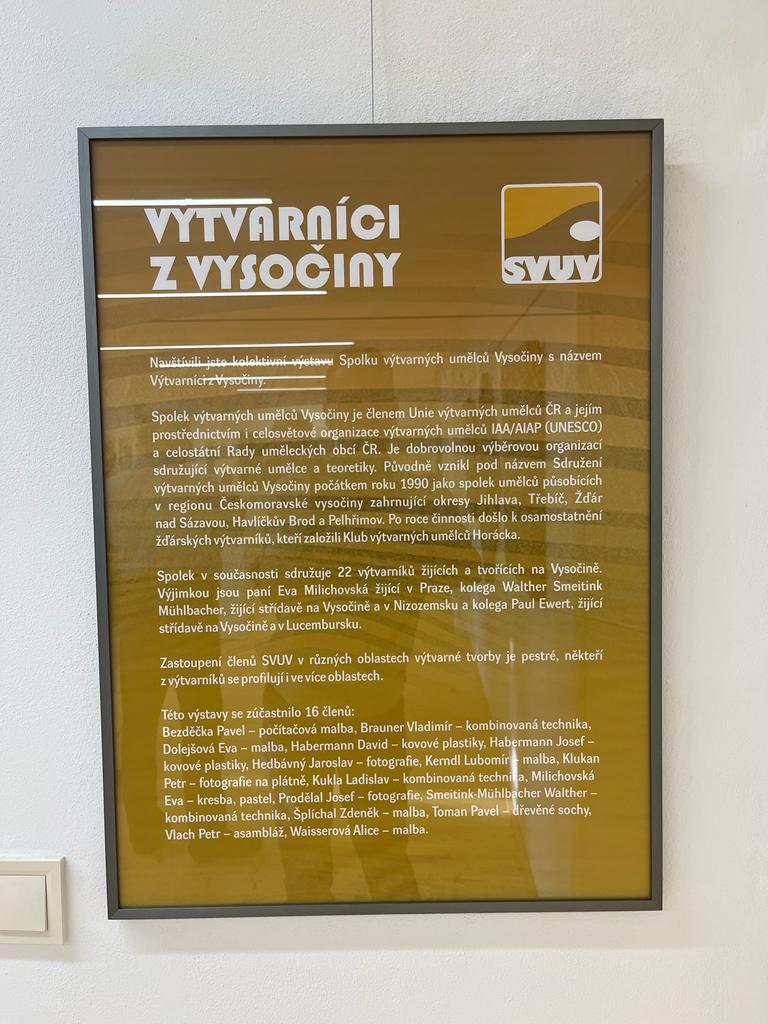 VYTVARNÍCI
Z VYSOČINY
SVUV
Navštívili jste kolektivní výstavu Spolku výtvarných umělců Vysočiny s názvem
Výtvarníci z Vysočiny.
Spolek výtvarných umělců Vysočiny je členem Unie výtvarných umělců ČR a jejím
prostřednictvím i celosvětové organizace výtvarných umělců IAA/AIAP (UNESCO)
a celostátní Rady uměleckých obcí ČR. Je dobrovolnou výběrovou organizací
sdružující výtvarné umělce a teoretiky. Původně vznikl pod názvem Sdružení
výtvarných umělců Vysočiny počátkem roku 1990 jako spolek umělců působících
v regionu Českomoravské vysočiny zahrnující okresy Jihlava, Třebíč, Žďár
nad Sázavou, Havlíčkův Brod a Pelhřimov. Po roce činnosti došlo k osamostatnění
žďárských výtvarníků, kteří založili Klub výtvarných umělců Horácka.
Spolek v současnosti sdružuje 22 výtvarníků žijících a tvořících na Vysočině.
Výjimkou jsou paní Eva Milichovská žijící v Praze, kolega Walther Smeitink
Mühlbacher, žijící střídavě na Vysočině a v Nizozemsku a kolega Paul Ewert, žijící
střídavě na Vysočině a v Lucembursku.
Zastoupení členů SVUV v různých oblastech výtvarné tvorby je pestré, někteří
z výtvarníků se profilují i ve více oblastech.
Této výstavy se zúčastnilo 16 členů:
Bezděčka Pavel – počítačová malba, Brauner Vladimír – kombinovaná technika,
Dolejšová Eva – malba, Habermann David – kovové plastiky, Habermann Josef –
kovové plastiky, Hedbávný Jaroslav – fotografie, Kerndl Lubomír – malba, Klukan
Petr – fotografie na plátně, Kukla Ladislav – kombinovaná technika, Milichovská
Eva – kresba, pastel, Prodělal Josef – fotografie, Smeitink-Mühlbacher Walther –
kombinovaná technika, Šplíchal Zdeněk – malba, Toman Pavel – dřevěné sochy,
Vlach Petr – asambláž, Waisserová Alice – malba.